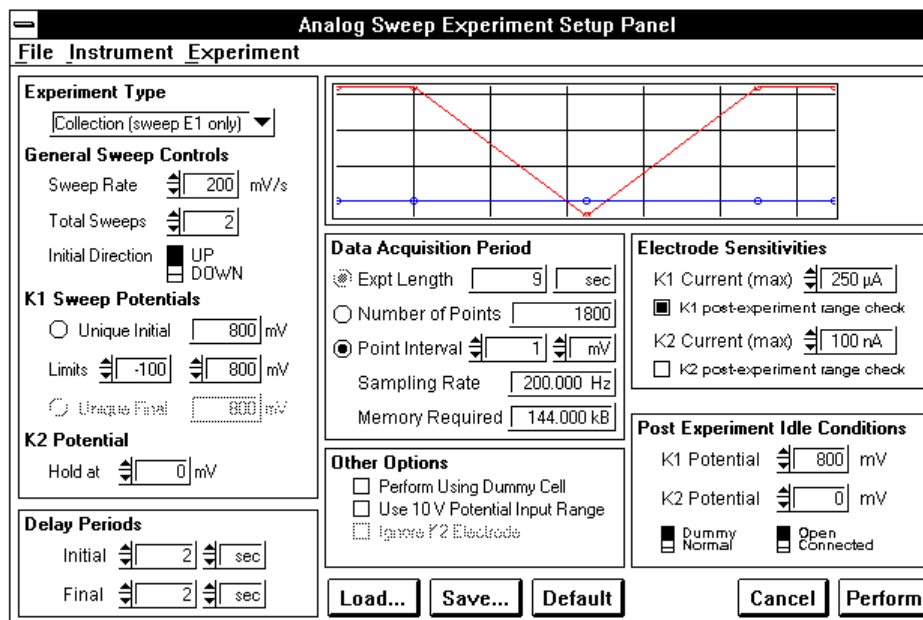 Analog Sweep Experiment Setup Panel
File Instrument Experiment
Experiment Type
Collection (sweep E1 only)
General Sweep Controls
Sweep Rate 200 mV/s
Total Sweeps 2
Initial Direction UP
DOWN
K1 Sweep Potentials
Unique Initial 800 mV
Limits -100 800 mV
Unique Final 800 mV
K2 Potential
Hold at 0 mV
Delay Periods
Initial 2 sec
Final 2 sec
Data Acquisition Period
Expt Length 9 sec
Number of Points 1800
Point Interval 1 mV
Sampling Rate 200.000 Hz
Memory Required 144.000 kB
Other Options
Perform Using Dummy Cell
Use 10 V Potential Input Range
Ignore K2 Electrode
Electrode Sensitivities
K1 Current (max) 250 µA
K1 post-experiment range check
K2 Current (max) 100 nA
K2 post-experiment range check
Post Experiment Idle Conditions
K1 Potential 800 mV
K2 Potential 0 mV
Dummy Open
Normal Connected
Load... Save... Default Cancel Perform